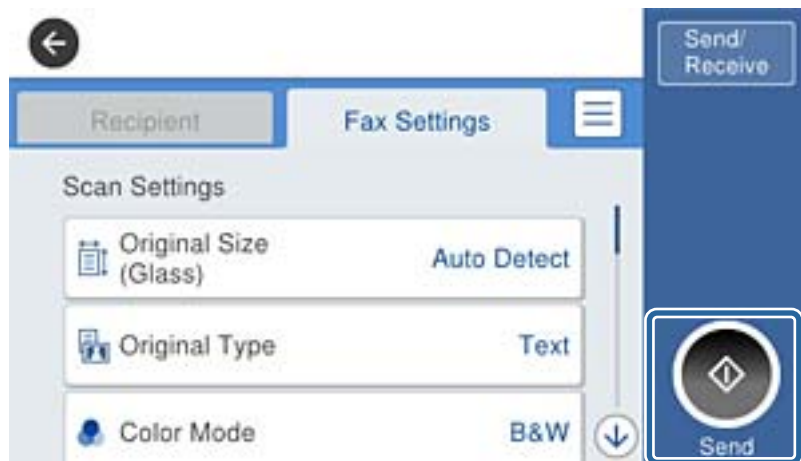 Send/
Receive
Recipient
Fax Settings
Scan Settings
Original Size
(Glass)
Auto Detect
Original Type
Text
Color Mode
B&W
Send